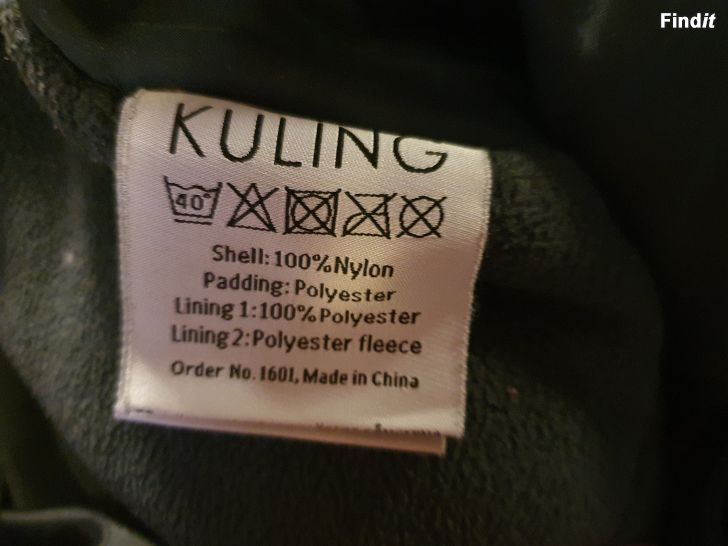 Findit
KULING
40°
Shell: 100% Nylon
Padding: Polyester
Lining 1: 100% Polyester
Lining 2: Polyester fleece
Order No. 1601, Made in China